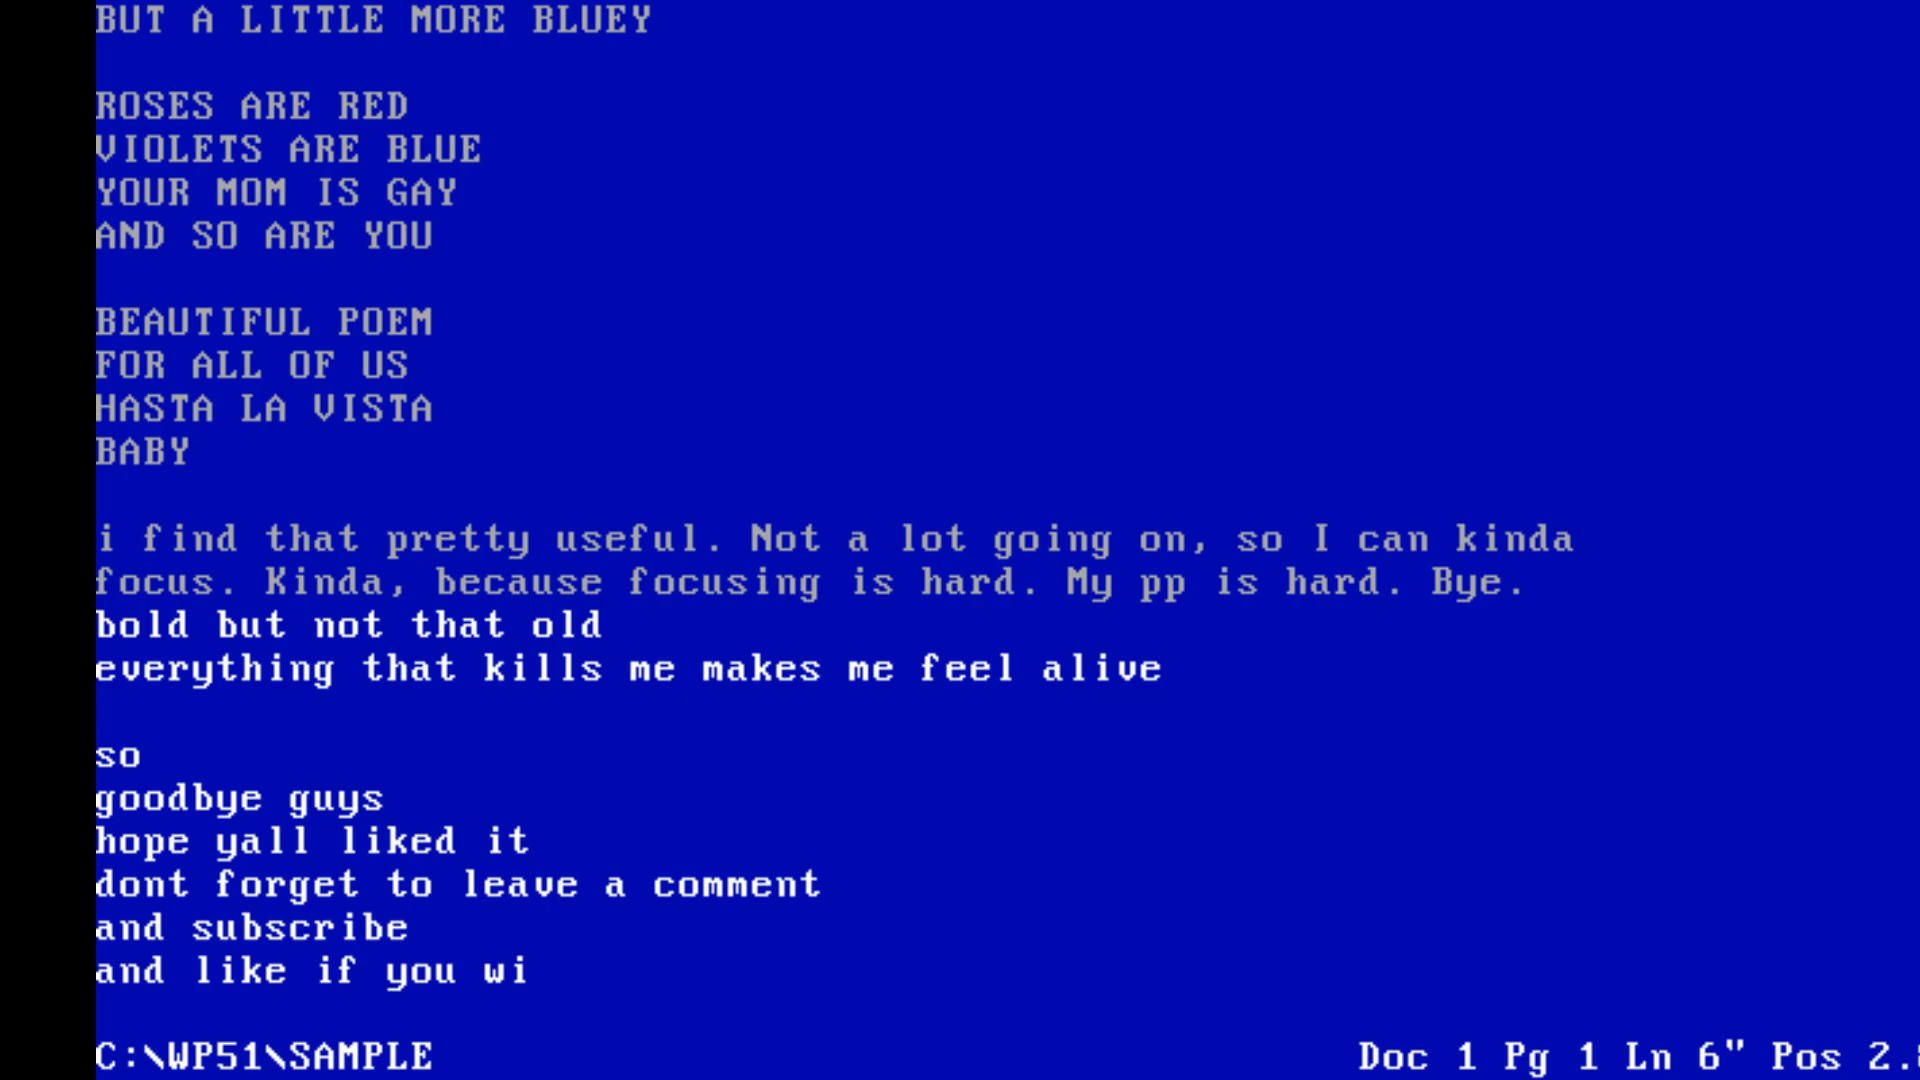 BUT A LITTLE MORE BLUEY
ROSES ARE RED
VIOLETS ARE BLUE
YOUR MOM IS GAY
AND SO ARE YOU
BEAUTIFUL POEM
FOR ALL OF US
HASTA LA VISTA
BABY
i find that pretty useful. Not a lot going on, so I can kinda
focus. Kinda, because focusing is hard. My pp is hard. Bye.
bold but not that old
everything that kills me makes me feel alive
so
goodbye guys
hope yall liked it
dont forget to leave a comment
and subscribe
and like if you wi
C:\WP51\SAMPLE
Doc 1 Pg 1 Ln 6" Pos 2.